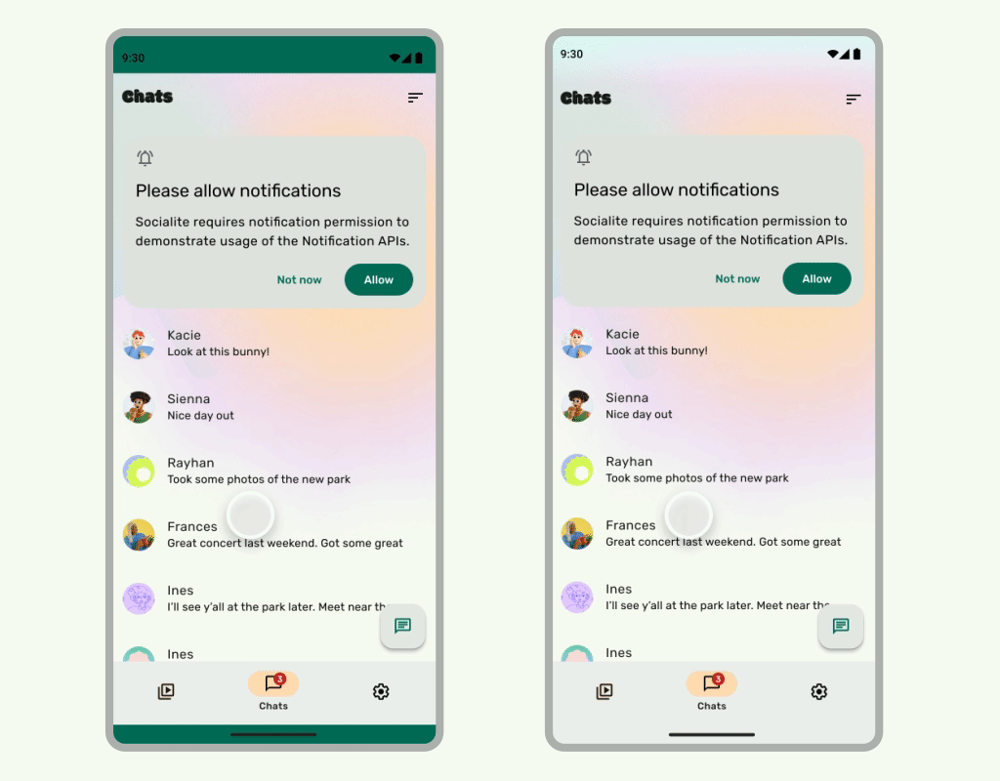 9:30
Chats
Please allow notifications
Socialite requires notification permission to
demonstrate usage of the Notification APIs.
Not now
Allow
Kacie
Look at this bunny!
Sienna
Nice day out
Rayhan
Took some photos of the new park
Frances
Great concert last weekend. Got some great
Ines
I'll see y'all at the park later. Meet near the
Ines
3
Chats
9:30
Chats
Please allow notifications
Socialite requires notification permission to
demonstrate usage of the Notification APIs.
Not now
Allow
Kacie
Look at this bunny!
Sienna
Nice day out
Rayhan
Took some photos of the new park
Frances
Great concert last weekend. Got some great
Ines
I'll see y'all at the park later. Meet near the
Ines
3
Chats